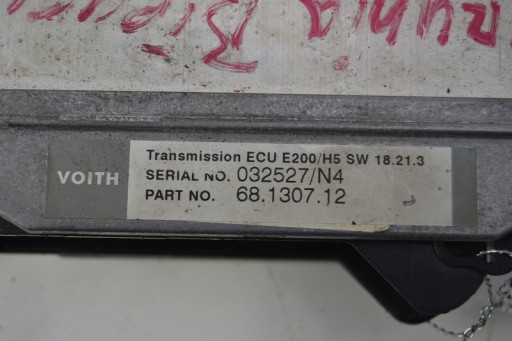 VOITH
Transmission ECU E200/H5 SW 18.21.3
SERIAL NO. 032527/N4
PART NO. 68.1307.12